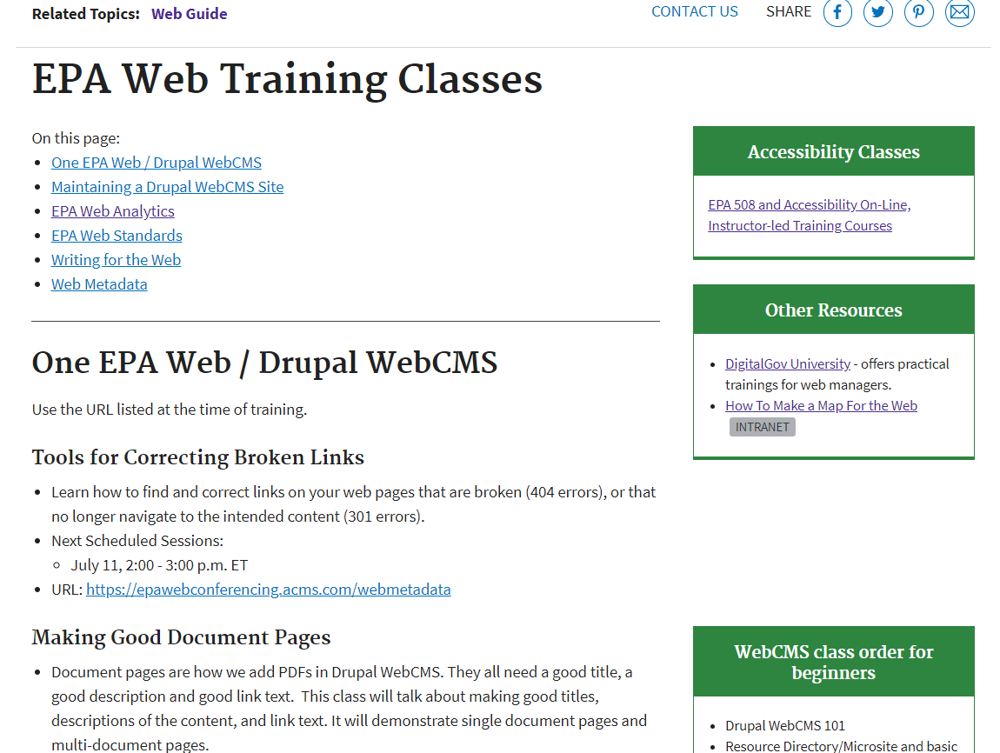 Related Topics: Web Guide
CONTACT US SHARE
EPA Web Training Classes
On this page:
One EPA Web / Drupal WebCMS
Maintaining a Drupal WebCMS Site
EPA Web Analytics
EPA Web Standards
Writing for the Web
Web Metadata
One EPA Web / Drupal WebCMS
Use the URL listed at the time of training.
Tools for Correcting Broken Links
Learn how to find and correct links on your web pages that are broken (404 errors), or that
no longer navigate to the intended content (301 errors).
Next Scheduled Sessions:
July 11, 2:00 - 3:00 p.m. ET
URL: https://epawebconferencing.acms.com/webmetadata
Making Good Document Pages
Document pages are how we add PDFs in Drupal WebCMS. They all need a good title, a
good description and good link text.  This class will talk about making good titles,
descriptions of the content, and link text. It will demonstrate single document pages and
multi-document pages.
Accessibility Classes
EPA 508 and Accessibility On-Line,
Instructor-led Training Courses
Other Resources
DigitalGov University - offers practical
trainings for web managers.
How To Make a Map For the Web
INTRANET
WebCMS class order for
beginners
Drupal WebCMS 101
Resource Directory/Microsite and basic